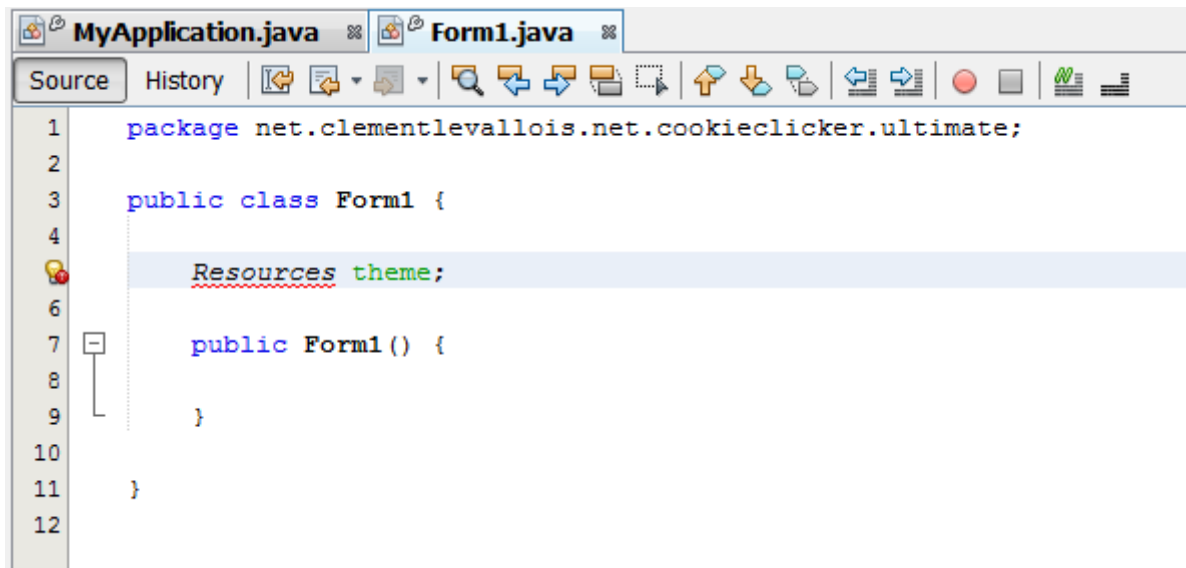 MyApplication.java Form1.java
Source History
1 package net.clementlevallois.net.cookieclicker.ultimate;
2
3 public class Form1 {
4
Resources theme;
6
7 public Form1() {
8
9 }
10
11 }
12